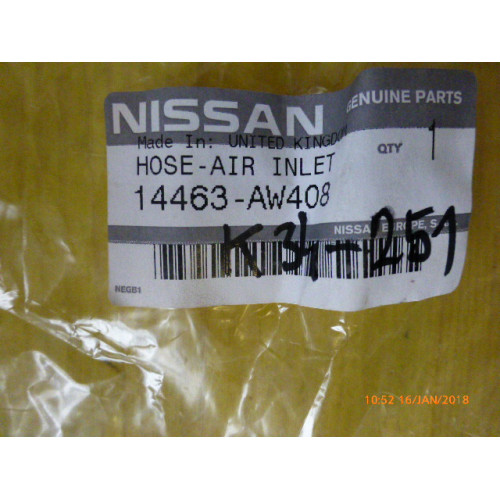 NISSAN GENUINE PARTS
Made In: UNITED KINGDOM
HOSE-AIR INLET QTY 1
14463-AW408
NISSAN EUROPE, S
K34-251
NEGB1
10:52 16/JAN/2018